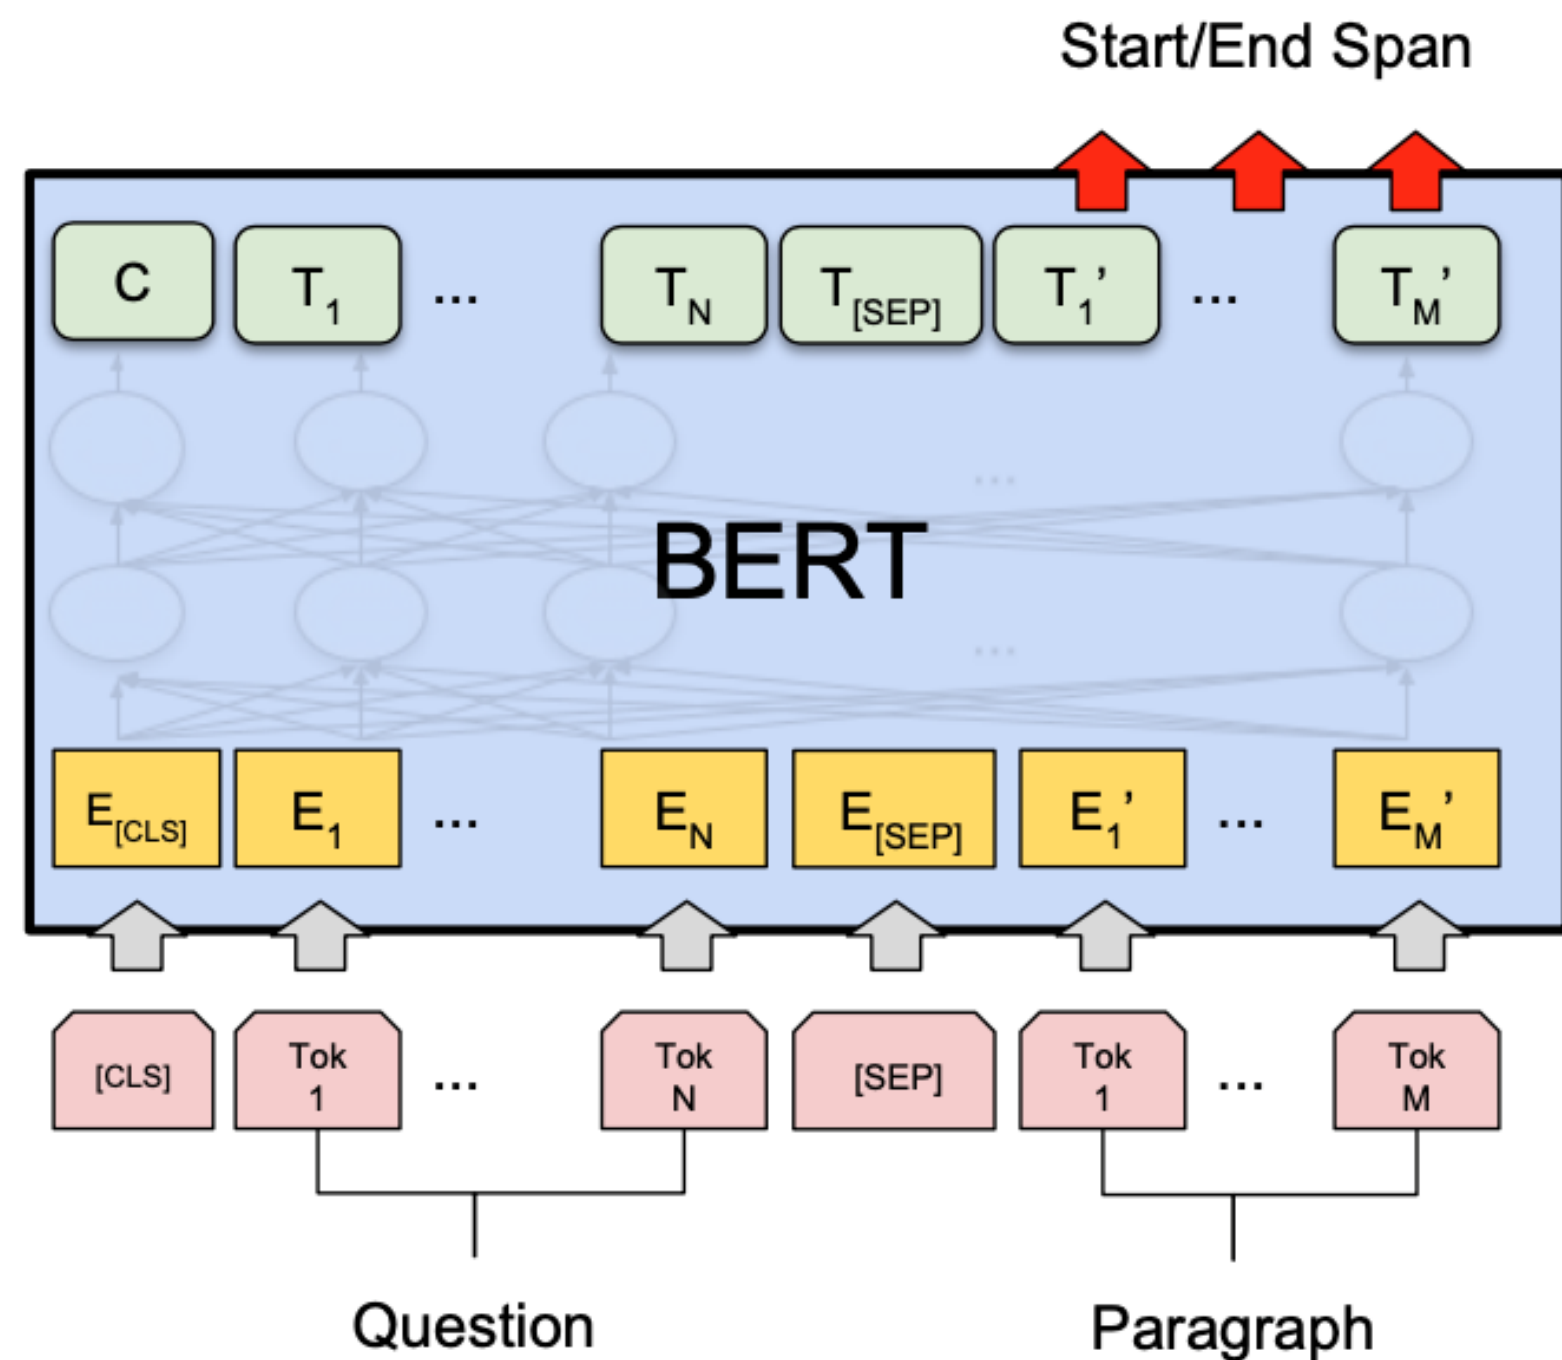 Start/End Span
C T1 ... TN T[SEP] T1’ ... TM’
...
BERT
...
E[CLS] E1 ... EN E[SEP] E1’ ... EM’
[CLS] Tok 1 ... Tok N [SEP] Tok 1 ... Tok M
Question Paragraph